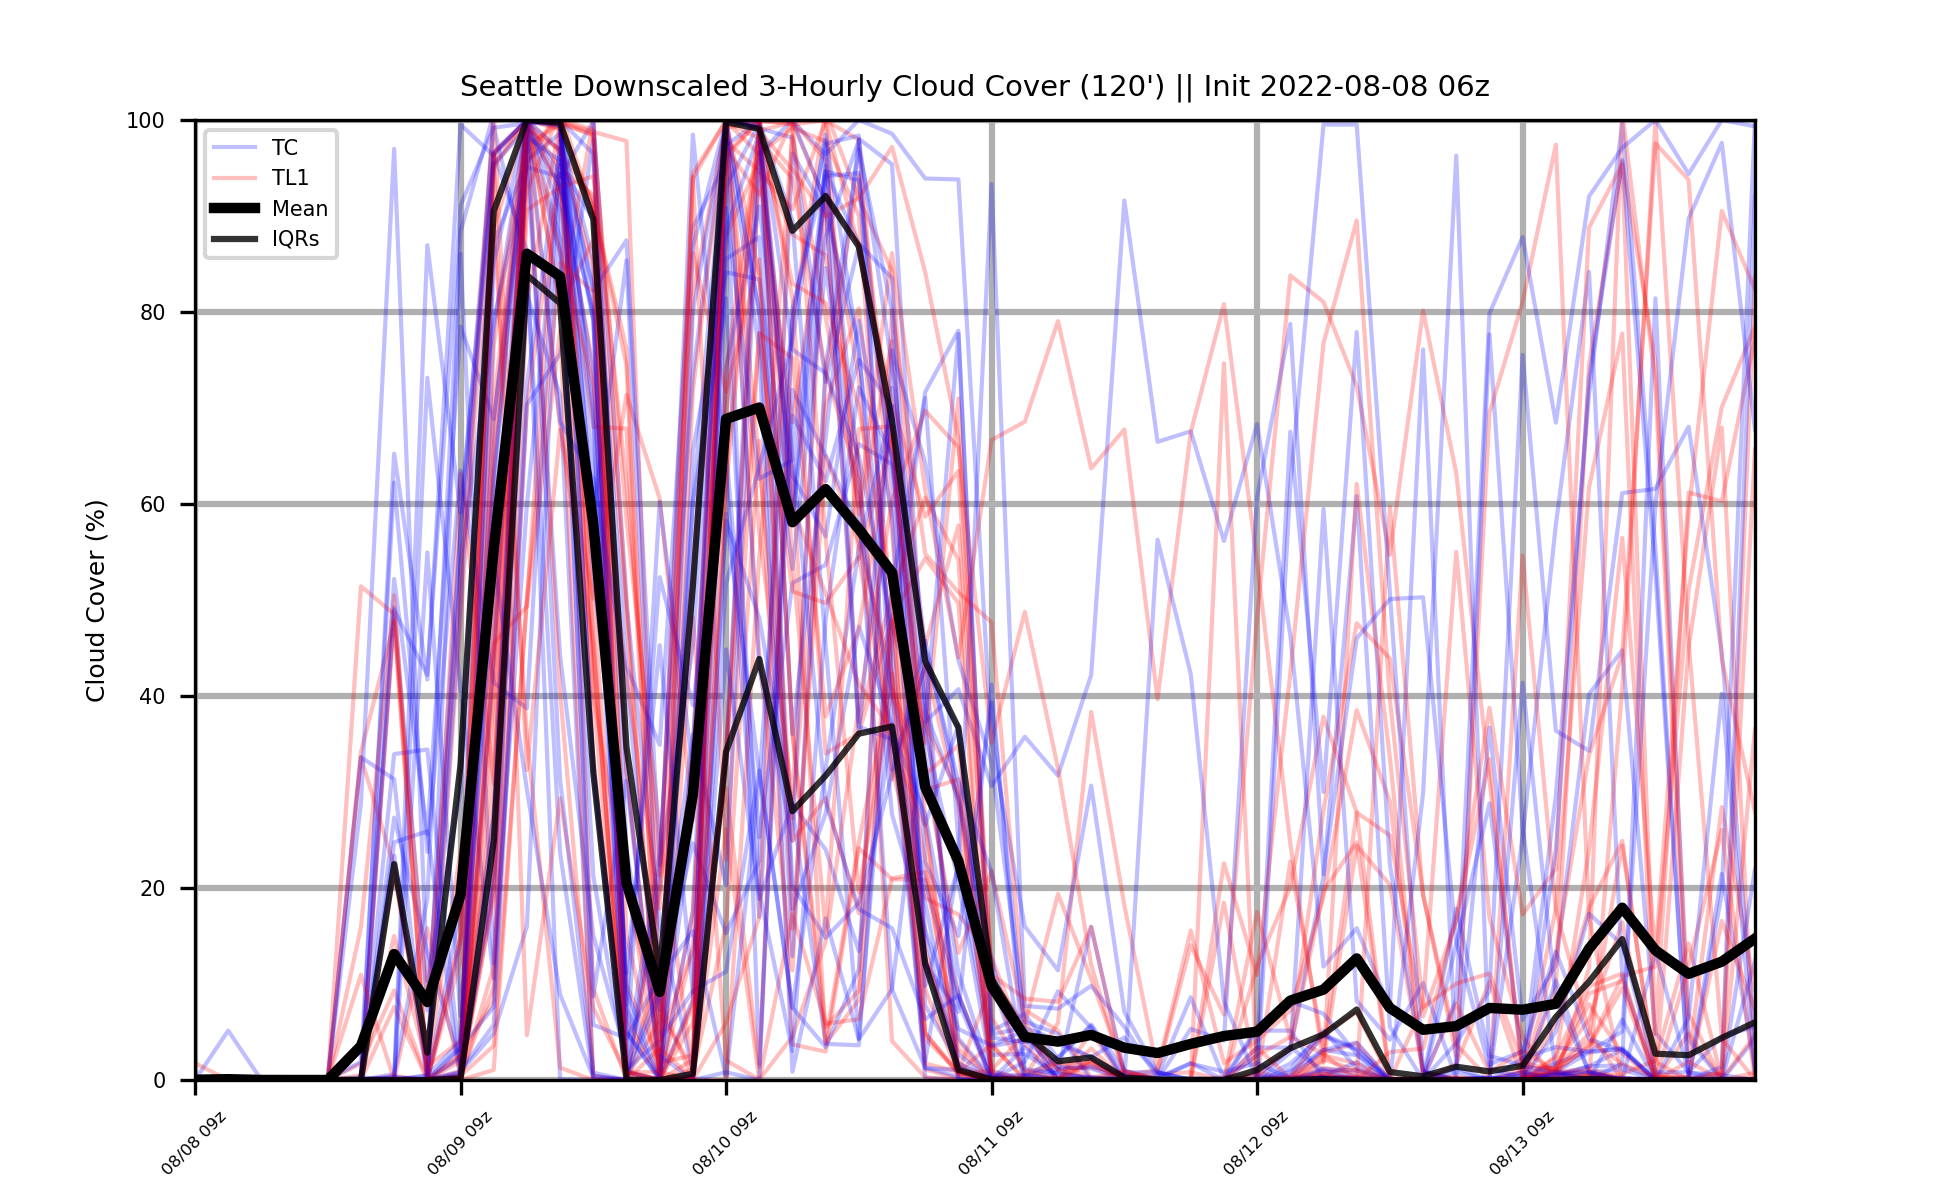 Seattle Downscaled 3-Hourly Cloud Cover (120') || Init 2022-08-08 06z
Cloud Cover (%)
100
80
60
40
20
0
TC
TL1
Mean
IQRs
08/08 09z
08/09 09z
08/10 09z
08/11 09z
08/12 09z
08/13 09z